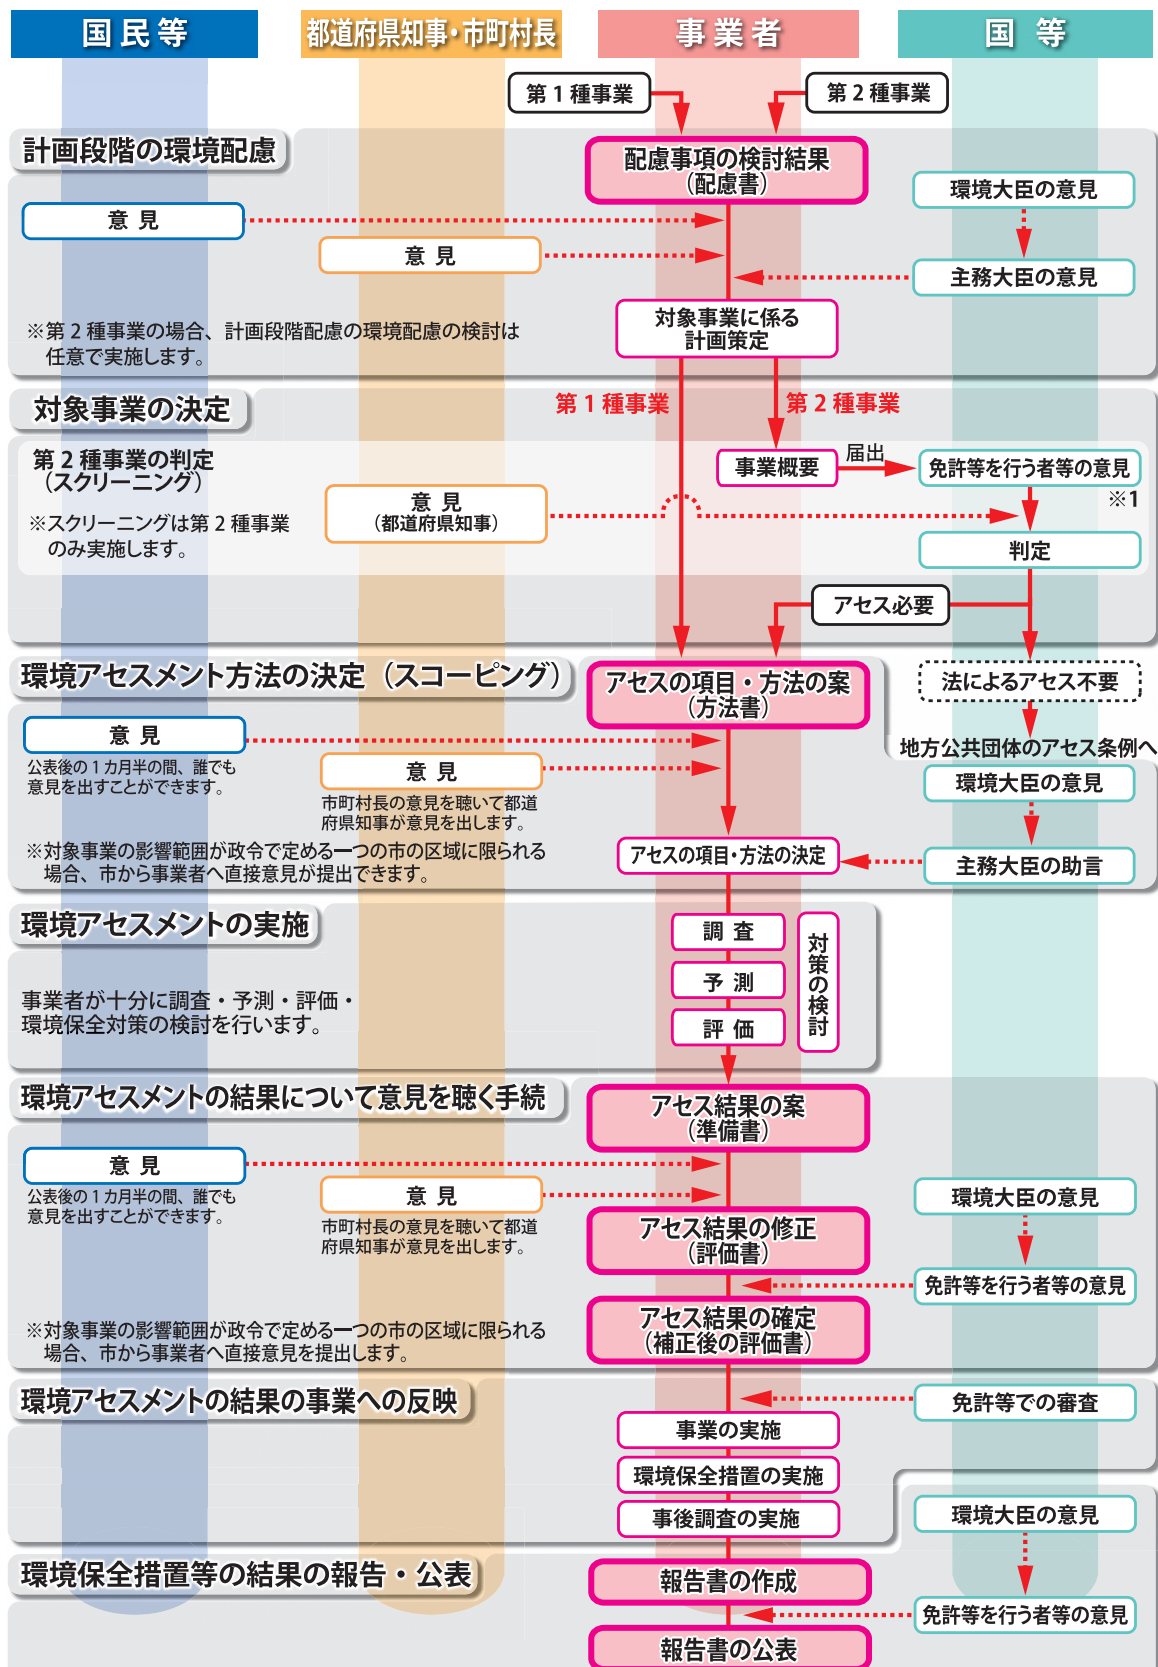 国民等
都道府県知事・市町村長
事業者
国 等
第１種事業
第２種事業
計画段階の環境配慮
配慮事項の検討結果
（配慮書）
環境大臣の意見
意 見
意 見
主務大臣の意見
対象事業に係る
計画策定
※第２種事業の場合、計画段階配慮の環境配慮の検討は
任意で実施します。
対象事業の決定
第１種事業
第２種事業
第２種事業の判定
（スクリーニング）
事業概要
届出
免許等を行う者等の意見
※1
意 見
（都道府県知事）
※スクリーニングは第２種事業
のみ実施します。
判定
アセス必要
環境アセスメント方法の決定（スコーピング）
アセスの項目・方法の案
（方法書）
法によるアセス不要
意 見
地方公共団体のアセス条例へ
公表後の１カ月半の間、誰でも
意見を出すことができます。
意 見
環境大臣の意見
市町村長の意見を聴いて都道
府県知事が意見を出します。
※対象事業の影響範囲が政令で定める一つの市の区域に限られる
場合、市から事業者へ直接意見が提出できます。
アセスの項目・方法の決定
主務大臣の助言
環境アセスメントの実施
調 査
予 測
評 価
対策の検討
事業者が十分に調査・予測・評価・
環境保全対策の検討を行います。
環境アセスメントの結果について意見を聴く手続
アセス結果の案
（準備書）
意 見
公表後の１カ月半の間、誰でも
意見を出すことができます。
意 見
環境大臣の意見
市町村長の意見を聴いて都道
府県知事が意見を出します。
アセス結果の修正
（評価書）
免許等を行う者等の意見
アセス結果の確定
（補正後の評価書）
※対象事業の影響範囲が政令で定める一つの市の区域に限られる
場合、市から事業者へ直接意見を提出します。
環境アセスメントの結果の事業への反映
免許等での審査
事業の実施
環境保全措置の実施
事後調査の実施
環境大臣の意見
環境保全措置等の結果の報告・公表
報告書の作成
免許等を行う者等の意見
報告書の公表